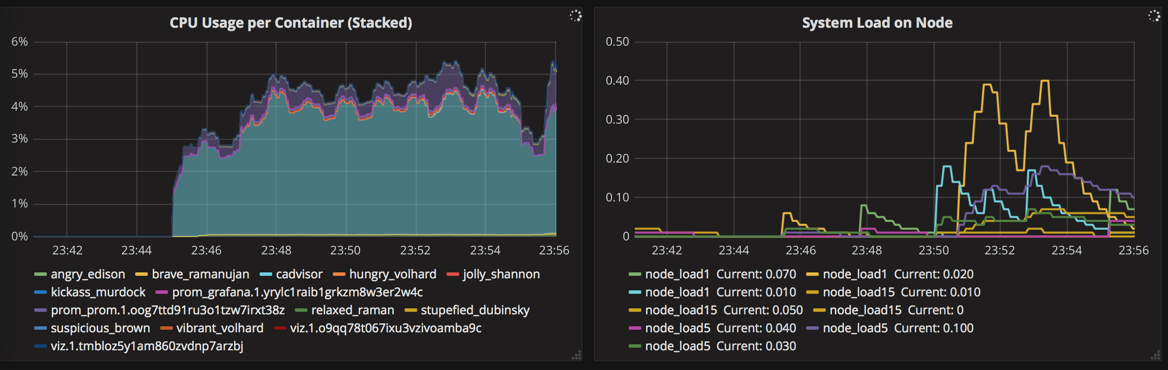 CPU Usage per Container (Stacked)
6%
5%
4%
3%
2%
1%
0%
23:42 23:44 23:46 23:48 23:50 23:52 23:54 23:56
angry_edison brave_ramanujan cadvisor hungry_volhard jolly_shannon
kickass_murdock prom_grafana.1.yrylc1raib1grkzm8w3er2w4c
prom_prom.1.oog7ttd91ru3o1tzw7irxt38z relaxed_raman stupefied_dubinsky
suspicious_brown vibrant_volhard viz.1.o9qq78t067ixu3vzivoamba9c
viz.1.tmbloz5y1am860zvdnp7arzbj
System Load on Node
0.50
0.40
0.30
0.20
0.10
0
23:42 23:44 23:46 23:48 23:50 23:52 23:54 23:56
node_load1 Current: 0.070 node_load1 Current: 0.020
node_load1 Current: 0.010 node_load15 Current: 0.010
node_load15 Current: 0.050 node_load15 Current: 0
node_load5 Current: 0.040 node_load5 Current: 0.100
node_load5 Current: 0.030